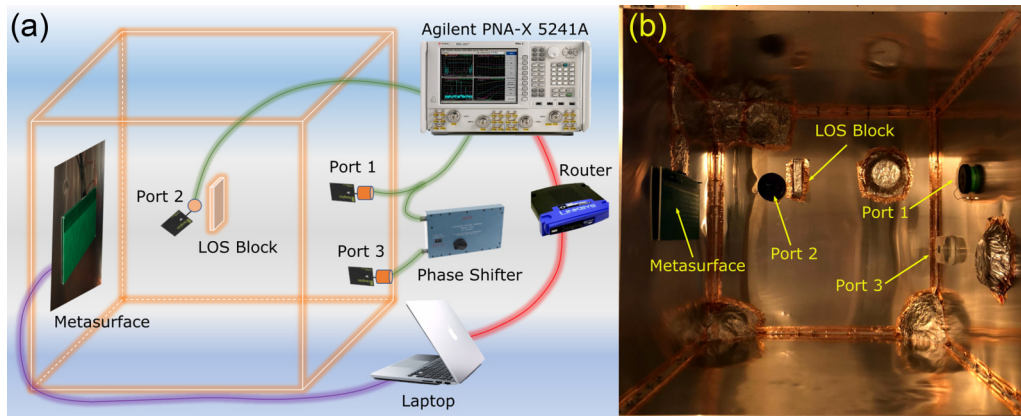 (a)
Agilent PNA-X 5241A
Port 2
LOS Block
Port 1
Port 3
Phase Shifter
Router
Linksys
Metasurface
Laptop
(b)
LOS Block
Port 1
Port 2
Metasurface
Port 3